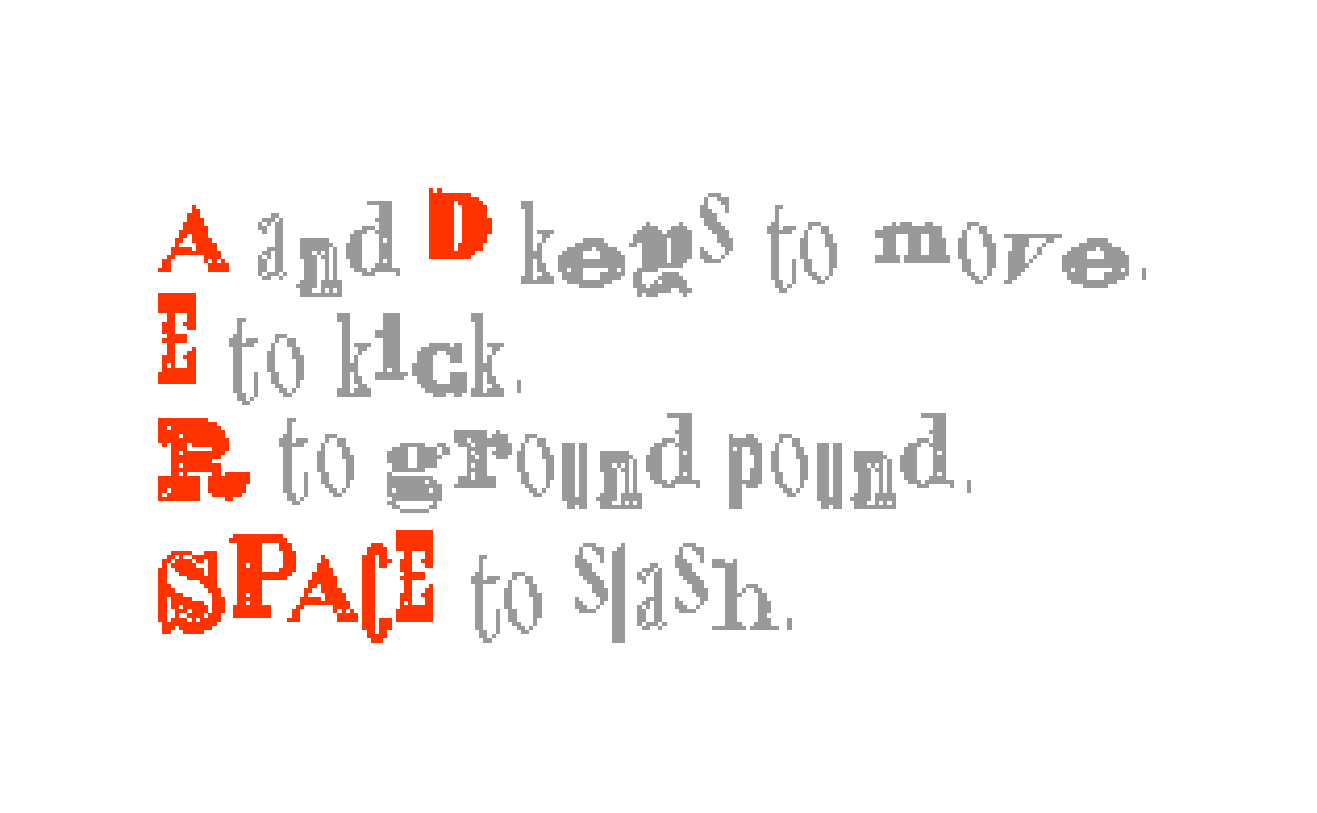 A and D keys to move.
E to kick.
R to ground pound.
SPACE to slash.